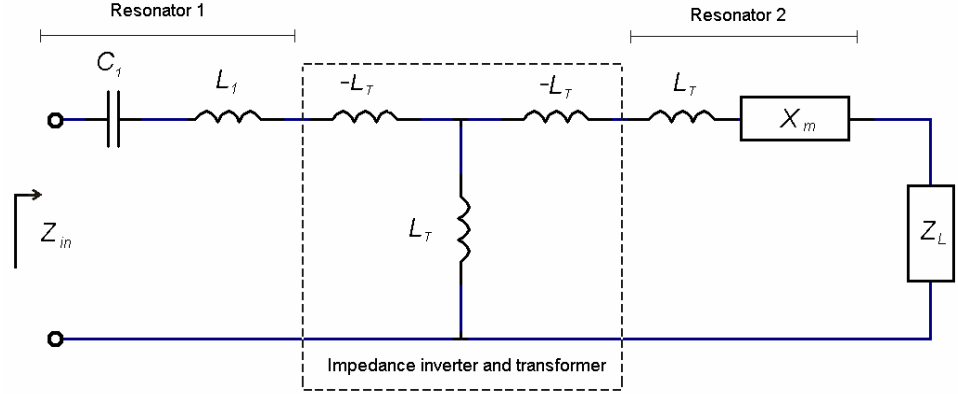 Resonator 1
Resonator 2
C1
L1
-LT
-LT
LT
Xm
LT
Zin
ZL
Impedance inverter and transformer